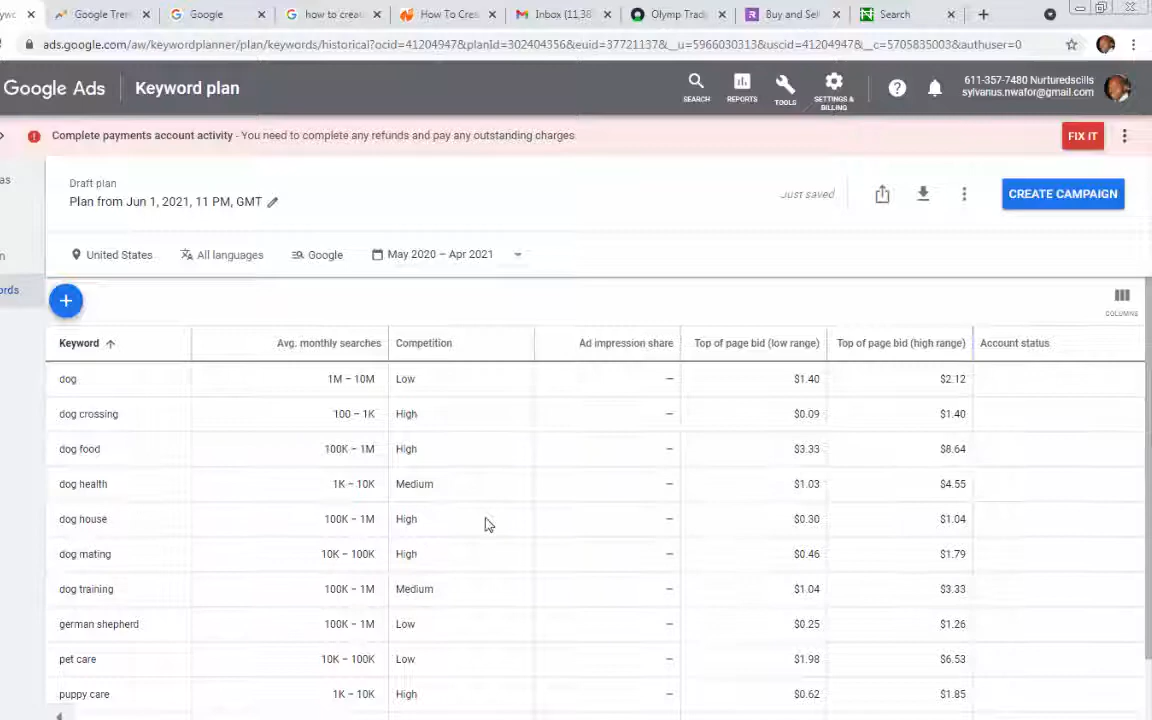 Google Tren
Google
how to creat
How To Cre
Inbox (11,38
Olymp Trad
Buy and Sel
Search
ads.google.com/aw/keywordplanner/plan/keywords/historical?ocid=41204947&planId=302404356&euid=37721137&__u=5966030313&uscid=41204947&__c=5705835003&authuser=0
Google Ads
Keyword plan
SEARCH
REPORTS
TOOLS
SETTINGS &
BILLING
611-357-7480 Nurturedscills
sylvanus.nwafor@gmail.com
Complete payments account activity - You need to complete any refunds and pay any outstanding charges
FIX IT
as
Draft plan
Plan from Jun 1, 2021, 11 PM, GMT
Just saved
CREATE CAMPAIGN
n
United States All languages Google May 2020 – Apr 2021
ords
+
COLUMNS
Keyword Avg. monthly searches Competition Ad impression share Top of page bid (low range) Top of page bid (high range) Account status
dog 1M – 10M Low – $1.40 $2.12
dog crossing 100 – 1K High – $0.09 $1.40
dog food 100K – 1M High – $3.33 $8.64
dog health 1K – 10K Medium – $1.03 $4.55
dog house 100K – 1M High – $0.30 $1.04
dog mating 10K – 100K High – $0.46 $1.79
dog training 100K – 1M Medium – $1.04 $3.33
german shepherd 100K – 1M Low – $0.25 $1.26
pet care 10K – 100K Low – $1.98 $6.53
puppy care 1K – 10K High – $0.62 $1.85